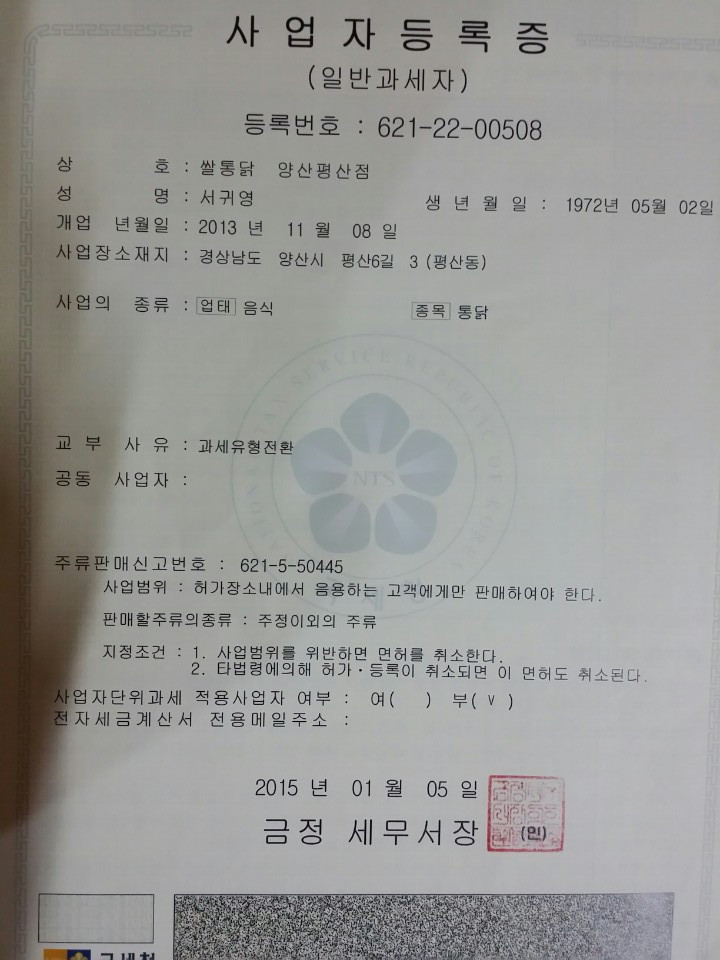 사업자등록증
(일반과세자)
등록번호 : 621-22-00508
상 호 : 쌀통닭 양산평산점
성 명 : 서귀영 생 년 월 일 : 1972년 05월 02일
개업 년월일 : 2013 년 11 월 08 일
사업장소재지 : 경상남도 양산시 평산6길 3 (평산동)
사업의 종류 : 업태 음식 종목 통닭
NATIONAL TAX SERVICE REPUBLIC OF KOREA
NTS
교 부 사 유 : 과세유형전환
공동 사업자 :
주류판매신고번호 : 621-5-50445
사업범위 : 허가장소내에서 음용하는 고객에게만 판매하여야 한다.
판매할주류의종류 : 주정이외의 주류
지정조건 : 1. 사업범위를 위반하면 면허를 취소한다.
2. 타법령에의해 허가·등록이 취소되면 이 면허도 취소된다.
사업자단위과세 적용사업자 여부 : 여( ) 부( v )
전자세금계산서 전용메일주소 :
2015 년 01 월 05 일
금정 세무서장
(인)
국세청